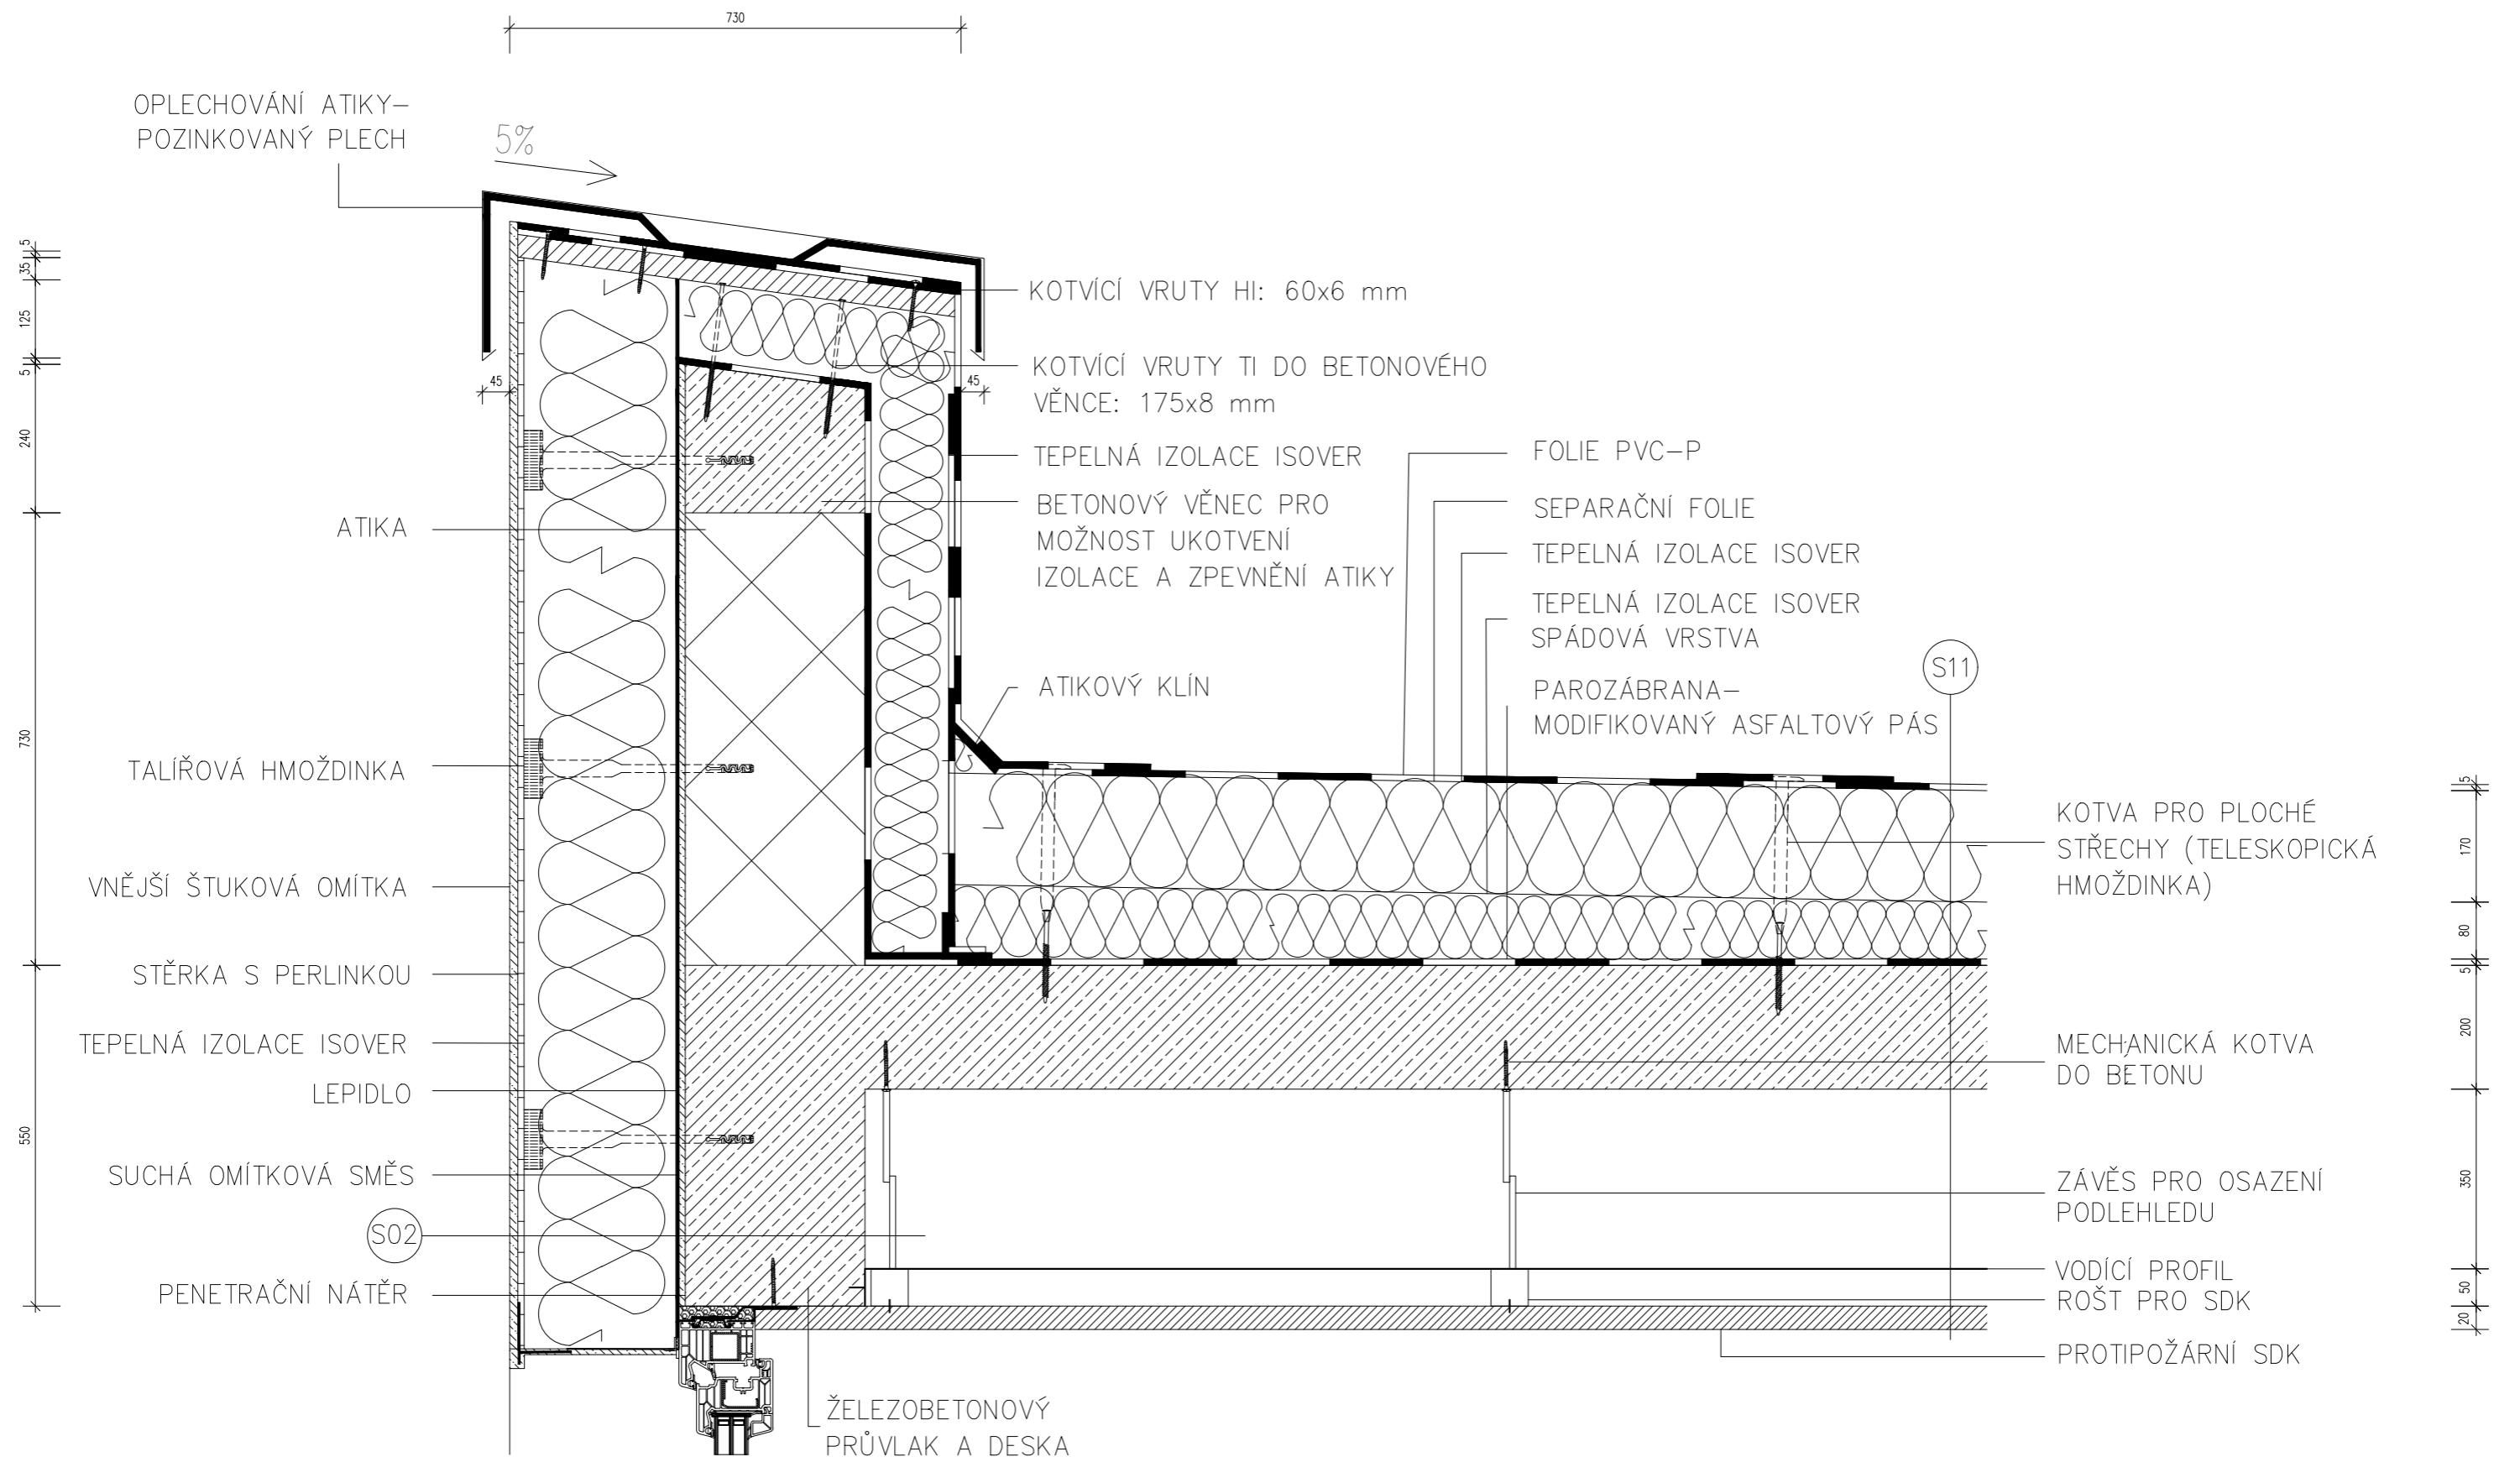 730
OPLECHOVÁNÍ ATIKY-
POZINKOVANÝ PLECH
5%
5
35
125
5
240
730
550
45
45
KOTVÍCÍ VRUTY HI: 60x6 mm
KOTVÍCÍ VRUTY TI DO BETONOVÉHO
VĚNCE: 175x8 mm
TEPELNÁ IZOLACE ISOVER
BETONOVÝ VĚNEC PRO
MOŽNOST UKOTVENÍ
IZOLACE A ZPEVNĚNÍ ATIKY
ATIKOVÝ KLÍN
FOLIE PVC-P
SEPARAČNÍ FOLIE
TEPELNÁ IZOLACE ISOVER
TEPELNÁ IZOLACE ISOVER
SPÁDOVÁ VRSTVA
PAROZÁBRANA-
MODIFIKOVANÝ ASFALTOVÝ PÁS
S11
ATIKA
TALÍŘOVÁ HMOŽDINKA
VNĚJŠÍ ŠTUKOVÁ OMÍTKA
STĚRKA S PERLINKOU
TEPELNÁ IZOLACE ISOVER
LEPIDLO
SUCHÁ OMÍTKOVÁ SMĚS
S02
PENETRAČNÍ NÁTĚR
KOTVA PRO PLOCHÉ
STŘECHY (TELESKOPICKÁ
HMOŽDINKA)
MECHANICKÁ KOTVA
DO BETONU
ZÁVĚS PRO OSAZENÍ
PODLEHLEDU
VODÍCÍ PROFIL
ROŠT PRO SDK
PROTIPOŽÁRNÍ SDK
ŽELEZOBETONOVÝ
PRŮVLAK A DESKA
5
170
80
5
200
350
50
20